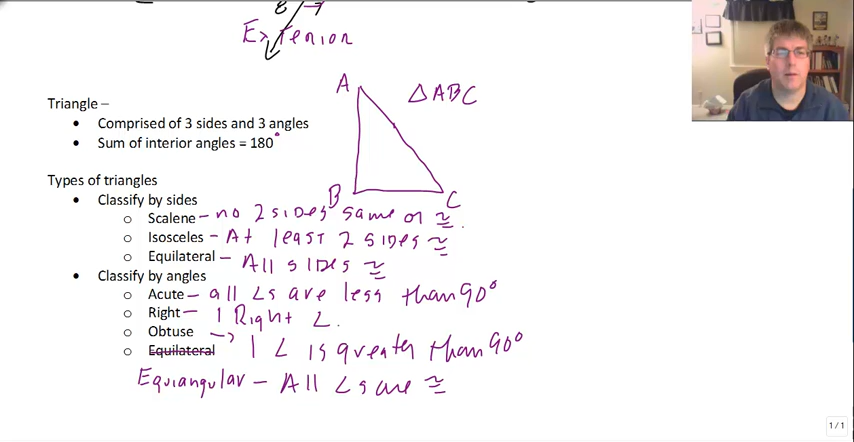 8 7
Exterior
A
△ABC
Triangle –
• Comprised of 3 sides and 3 angles
• Sum of interior angles = 180°
B C
Types of triangles
• Classify by sides
○ Scalene – no 2 sides same or ≅.
○ Isosceles – At least 2 sides ≅
○ Equilateral – All sides ≅
• Classify by angles
○ Acute – all ∠s are less than 90°
○ Right – 1 Right ∠.
○ Obtuse → 1 ∠ is greater than 90°
○ Equilateral
Equiangular – All ∠s are ≅
1 / 1